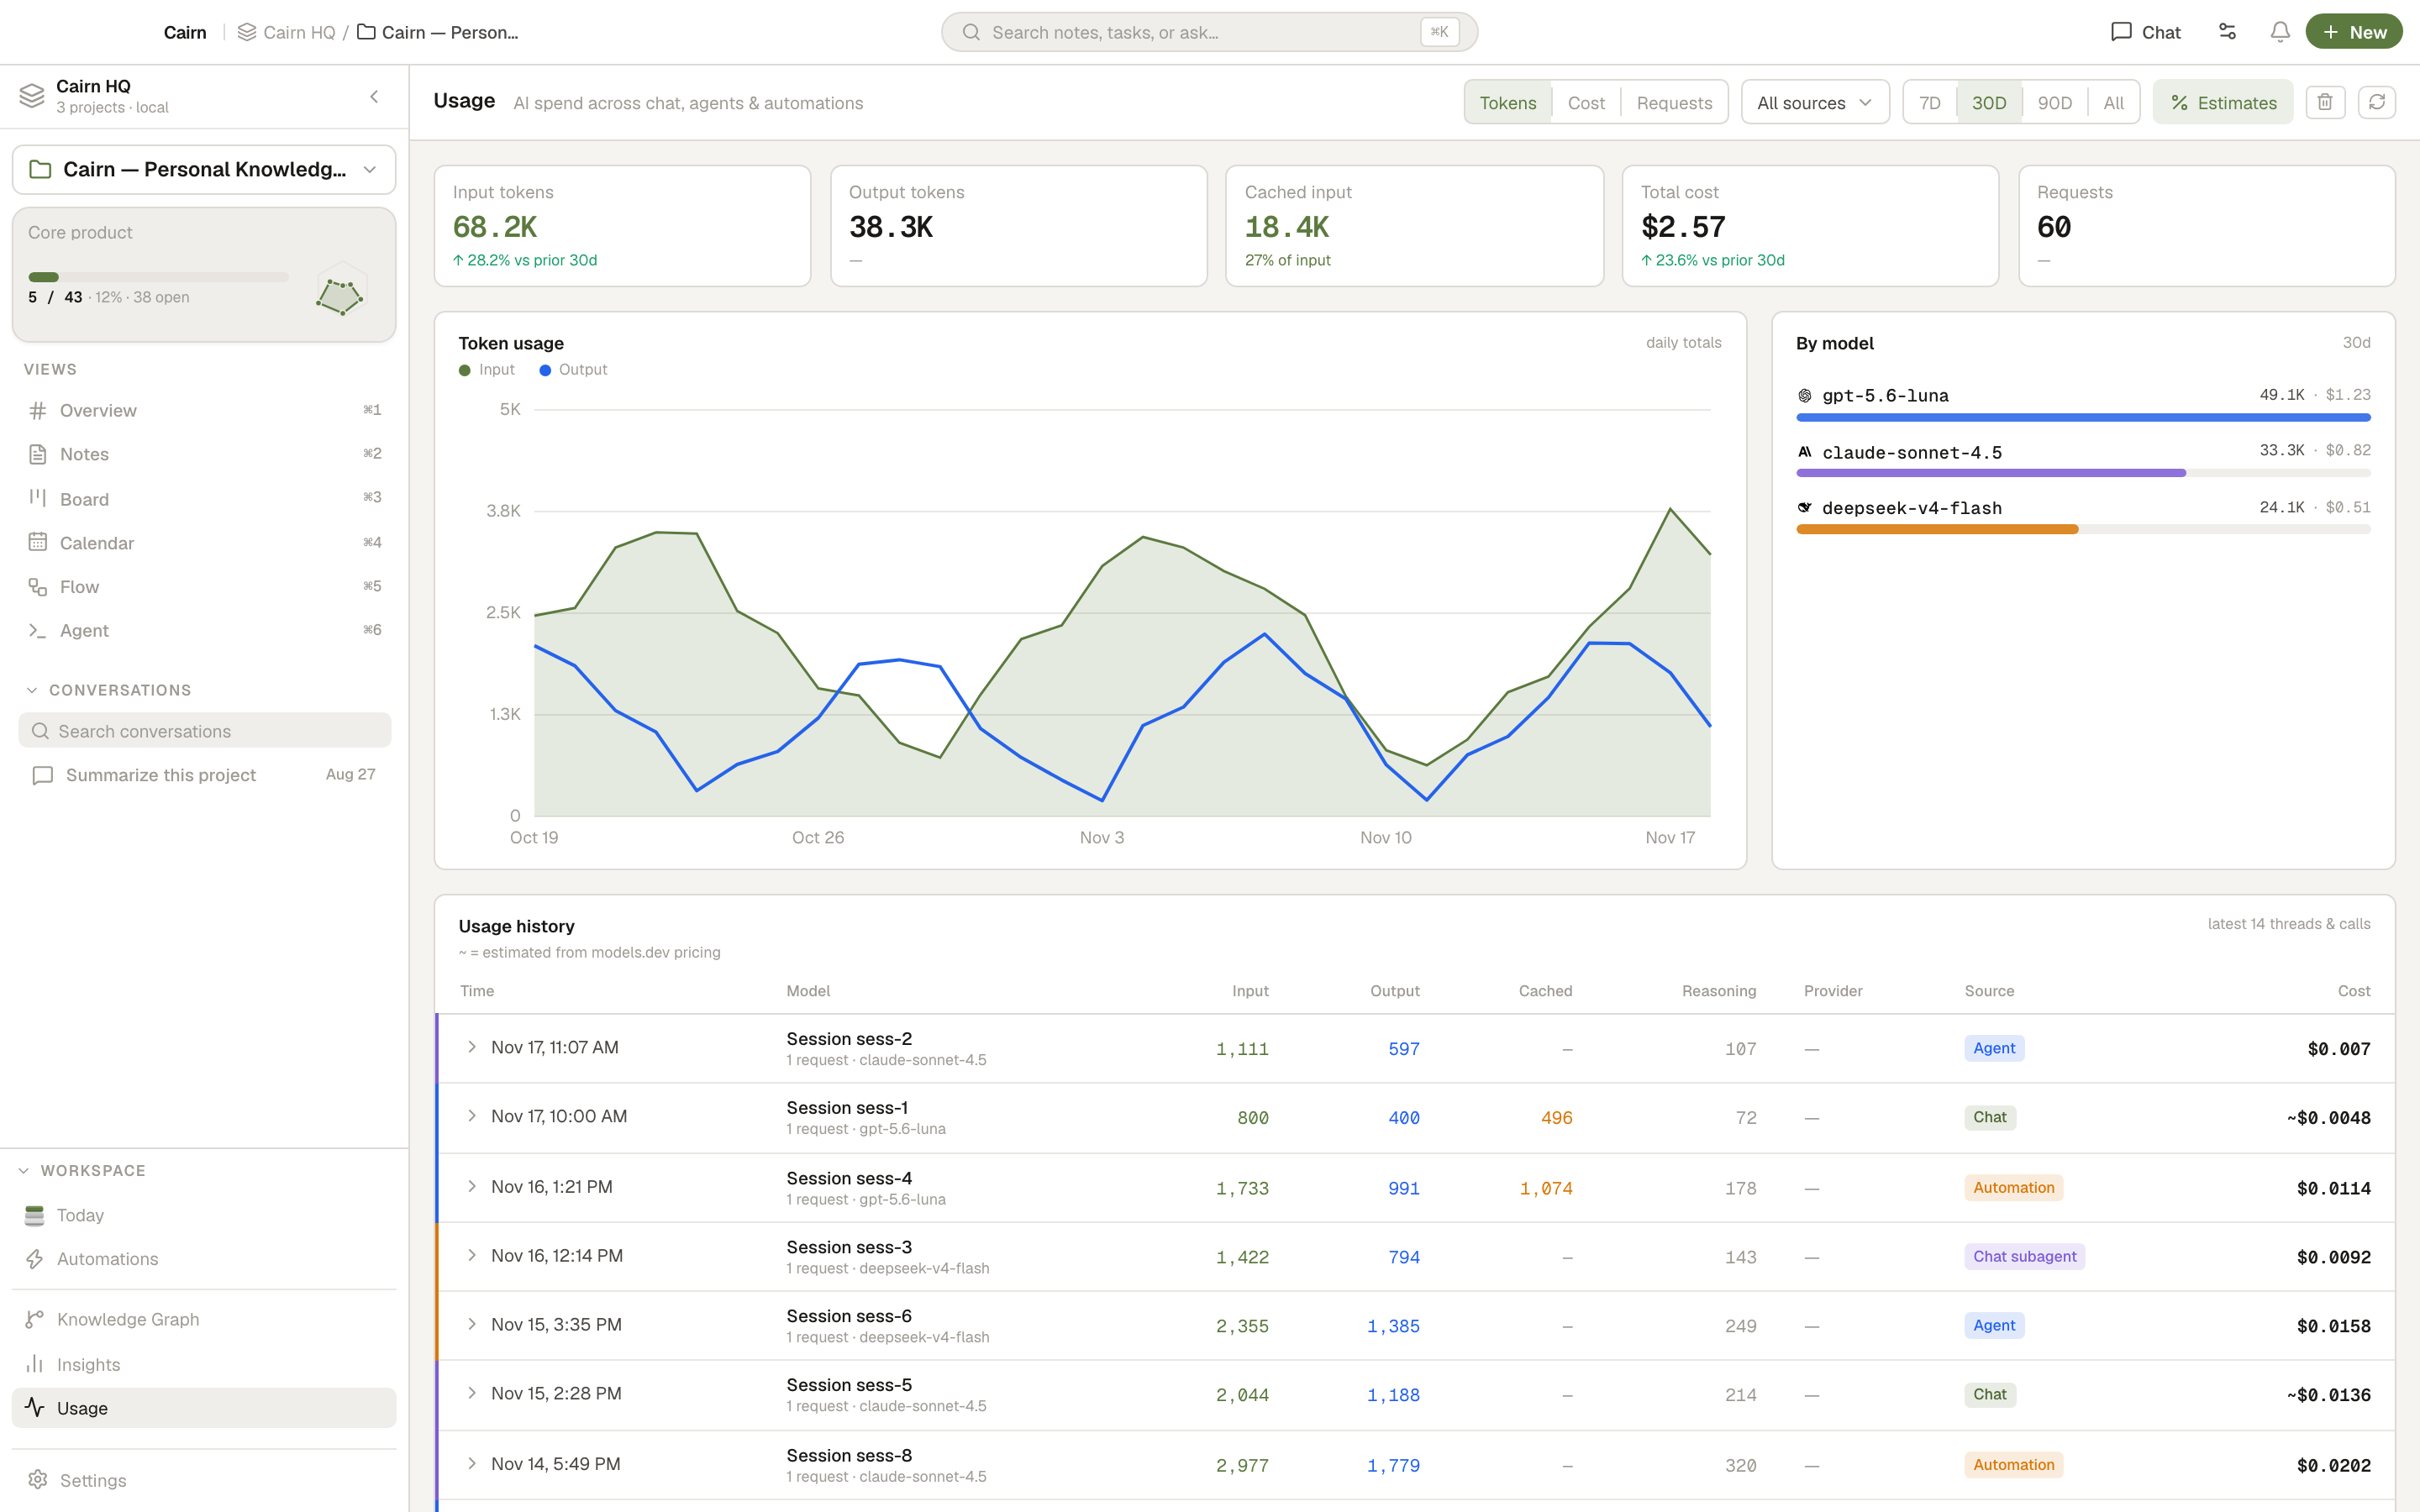 Cairn
Cairn HQ / Cairn — Person...
Search notes, tasks, or ask... ⌘K
Chat
New
Cairn HQ
3 projects · local
Cairn — Personal Knowledg...
Core product
5 / 43 · 12% · 38 open
VIEWS
Overview ⌘1
Notes ⌘2
Board ⌘3
Calendar ⌘4
Flow ⌘5
Agent ⌘6
CONVERSATIONS
Search conversations
Summarize this project Aug 27
WORKSPACE
Today
Automations
Knowledge Graph
Insights
Usage
Settings
Usage AI spend across chat, agents & automations
Tokens Cost Requests
All sources
7D 30D 90D All
Estimates
Input tokens
68.2K
↑ 28.2% vs prior 30d
Output tokens
38.3K
—
Cached input
18.4K
27% of input
Total cost
$2.57
↑ 23.6% vs prior 30d
Requests
60
—
Token usage daily totals
Input Output
5K
3.8K
2.5K
1.3K
0
Oct 19 Oct 26 Nov 3 Nov 10 Nov 17
By model 30d
gpt-5.6-luna 49.1K · $1.23
claude-sonnet-4.5 33.3K · $0.82
deepseek-v4-flash 24.1K · $0.51
Usage history latest 14 threads & calls
~ = estimated from models.dev pricing
Time Model Input Output Cached Reasoning Provider Source Cost
Nov 17, 11:07 AM Session sess-2 1,111 597 — 107 — Agent $0.007
1 request · claude-sonnet-4.5
Nov 17, 10:00 AM Session sess-1 800 400 496 72 — Chat ~$0.0048
1 request · gpt-5.6-luna
Nov 16, 1:21 PM Session sess-4 1,733 991 1,074 178 — Automation $0.0114
1 request · gpt-5.6-luna
Nov 16, 12:14 PM Session sess-3 1,422 794 — 143 — Chat subagent $0.0092
1 request · deepseek-v4-flash
Nov 15, 3:35 PM Session sess-6 2,355 1,385 — 249 — Agent $0.0158
1 request · deepseek-v4-flash
Nov 15, 2:28 PM Session sess-5 2,044 1,188 — 214 — Chat ~$0.0136
1 request · claude-sonnet-4.5
Nov 14, 5:49 PM Session sess-8 2,977 1,779 — 320 — Automation $0.0202
1 request · claude-sonnet-4.5